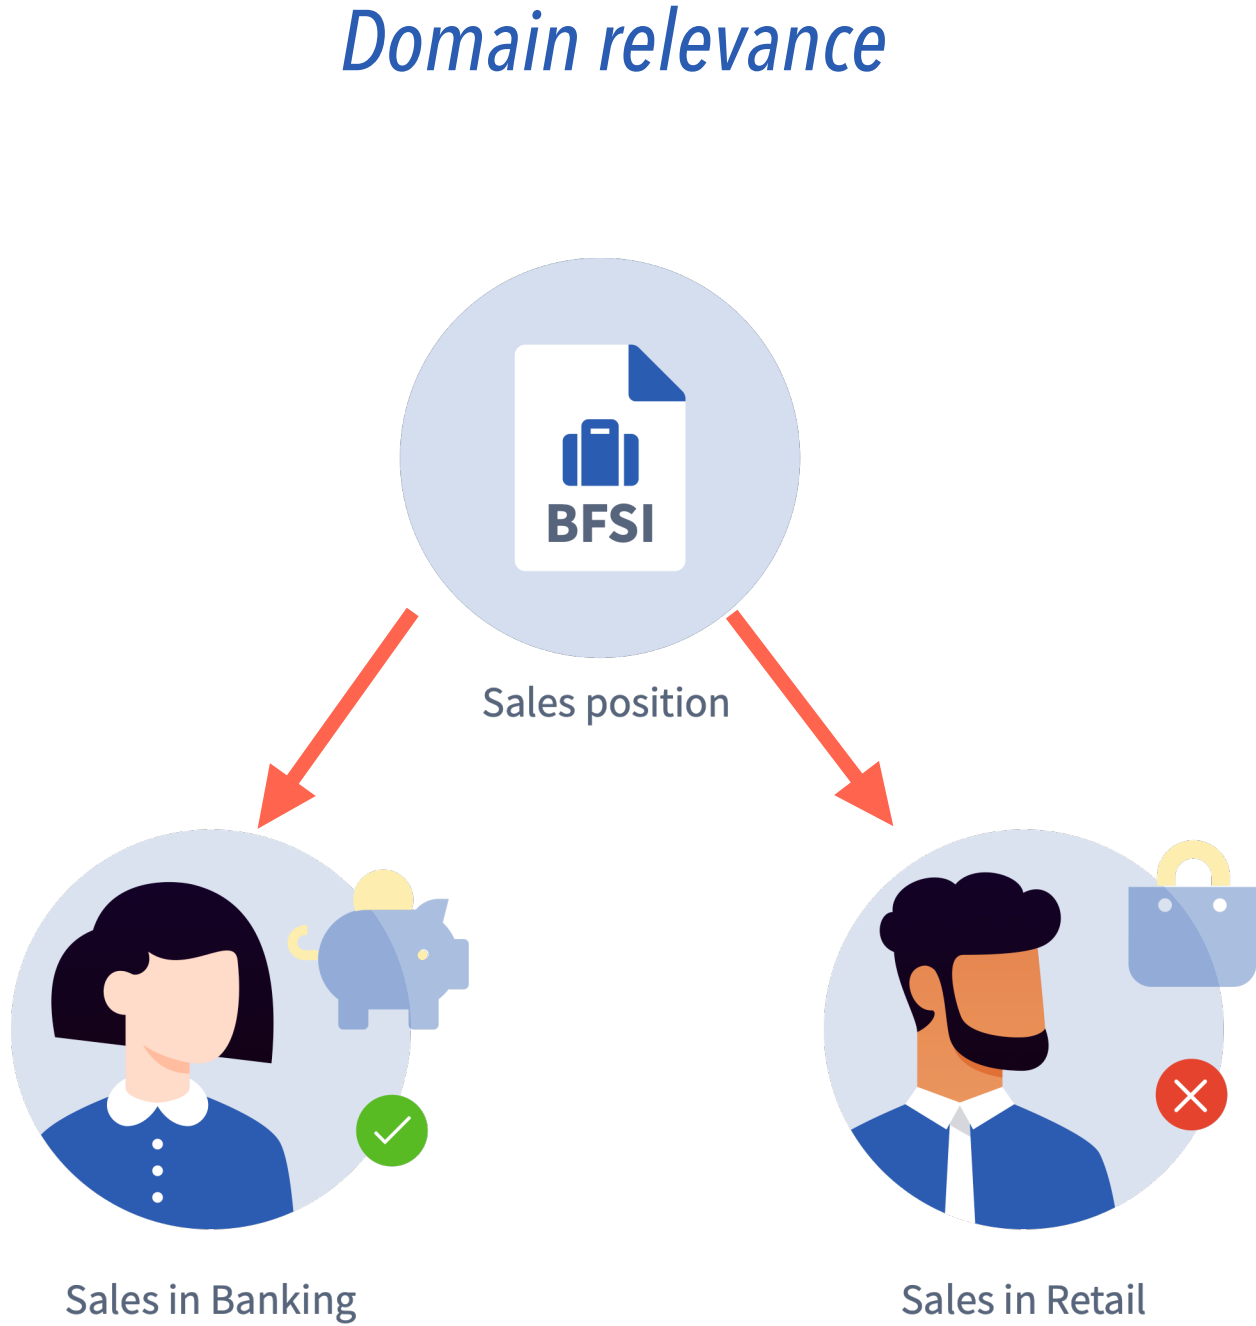 Domain relevance
BFSI
Sales position
Sales in Banking
Sales in Retail